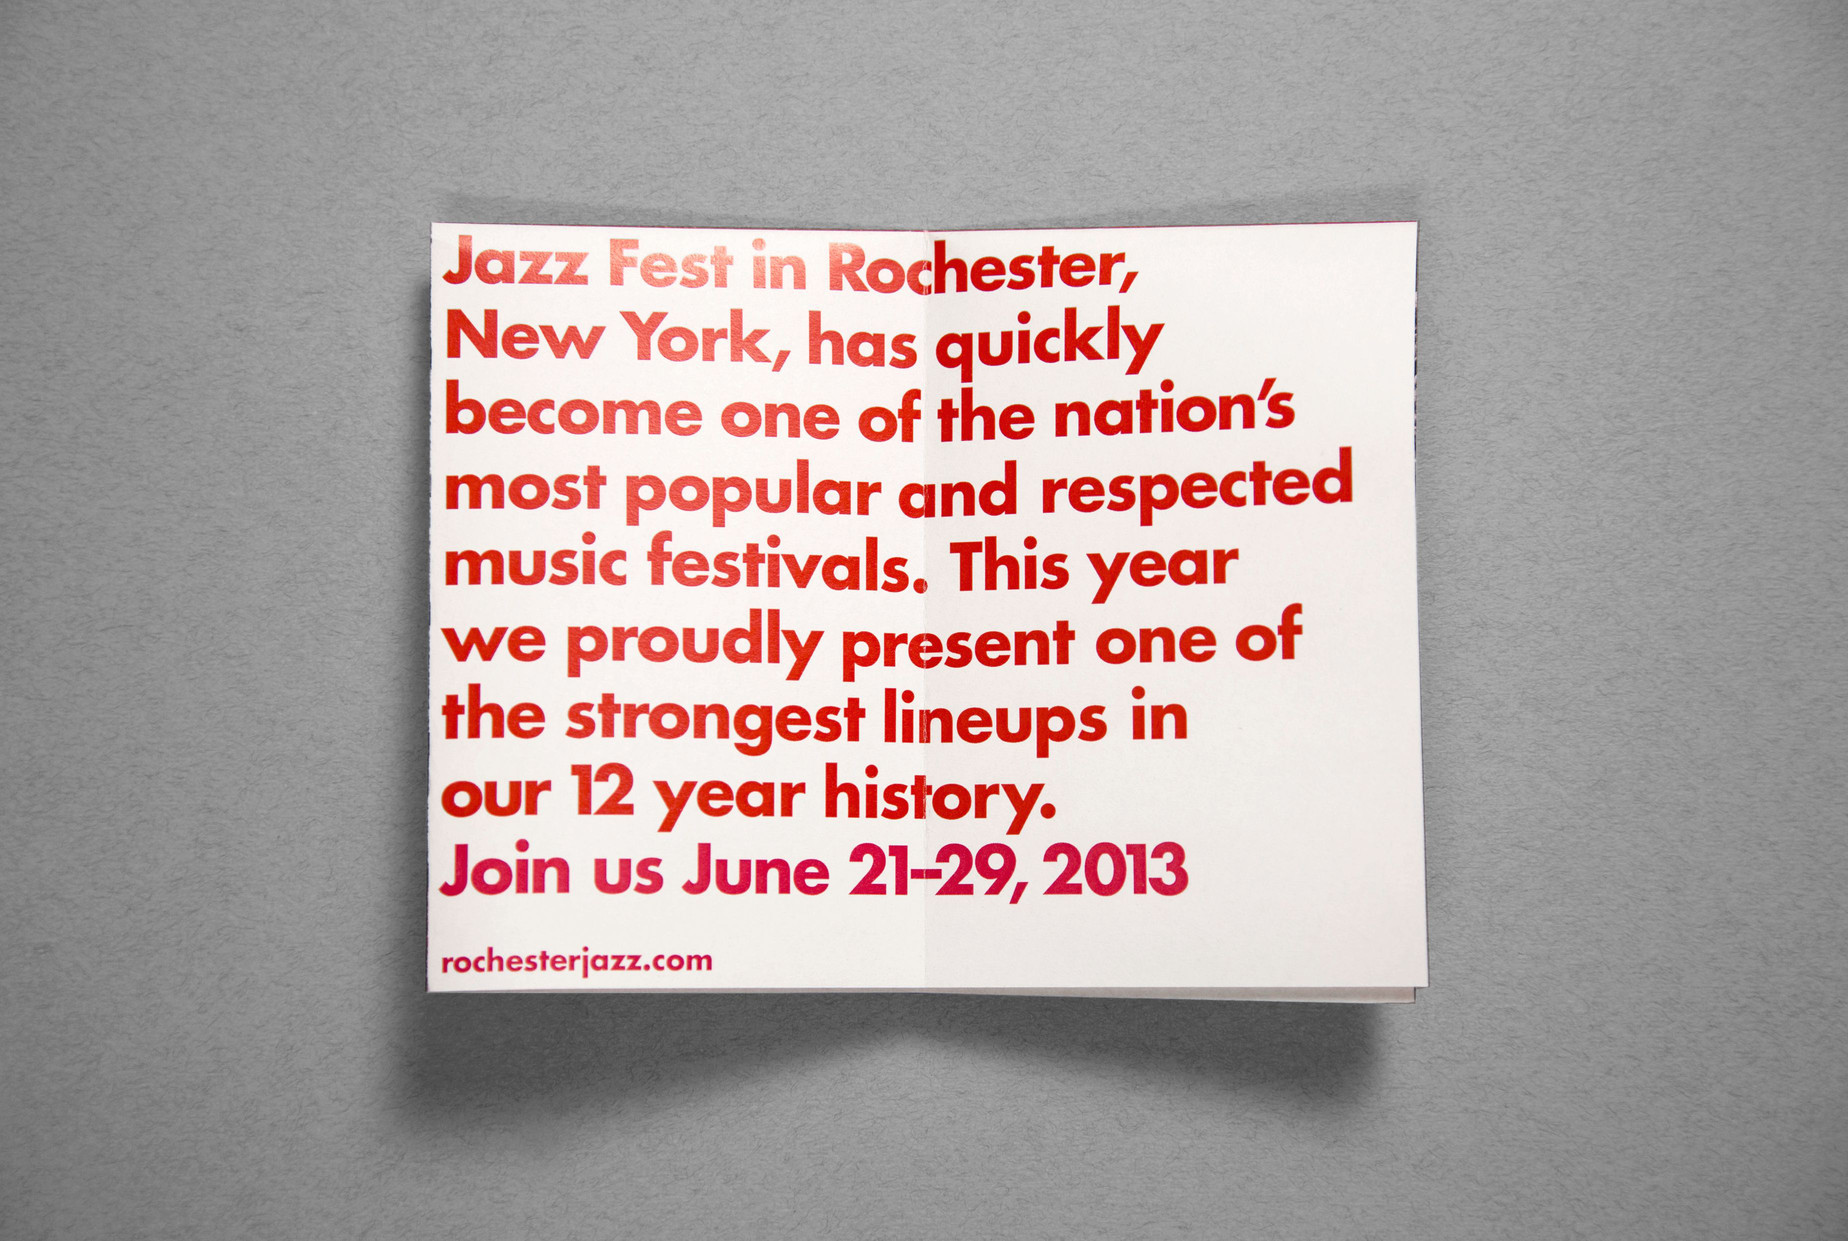 Jazz Fest in Rochester,
New York, has quickly
become one of the nation’s
most popular and respected
music festivals. This year
we proudly present one of
the strongest lineups in
our 12 year history.
Join us June 21–29, 2013
rochesterjazz.com